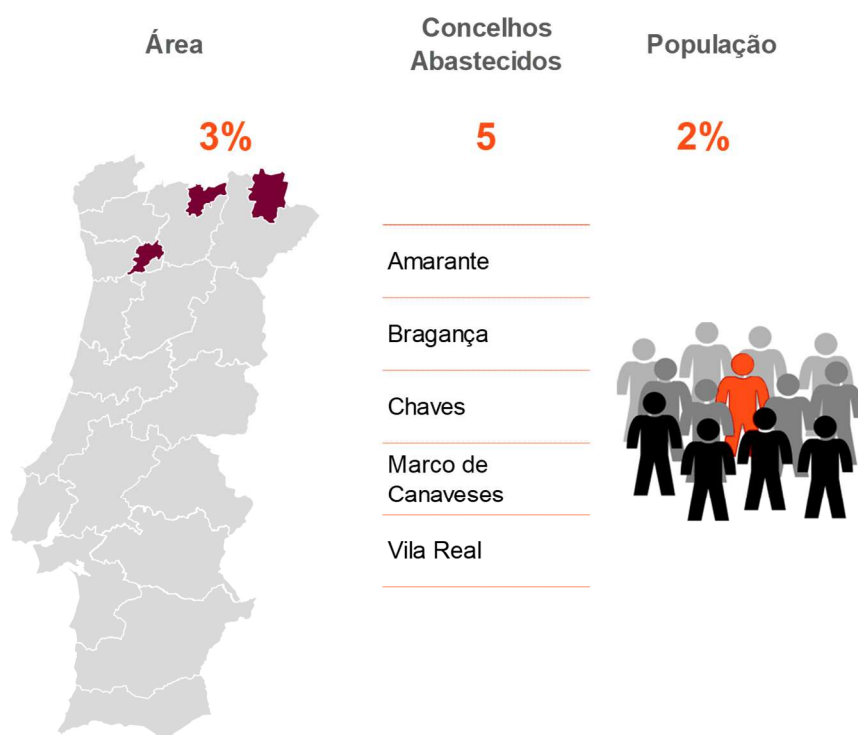 Área
Concelhos
Abastecidos
População
3%
5
2%
Amarante
Bragança
Chaves
Marco de
Canaveses
Vila Real